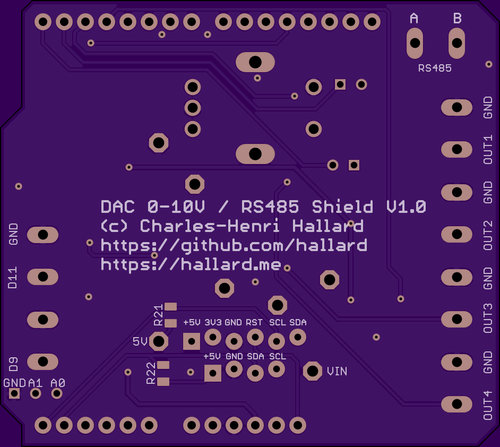 A B
RS485
GND
OUT1
GND
DAC 0-10V / RS485 Shield V1.0
(c) Charles-Henri Hallard
https://github.com/hallard
https://hallard.me
GND
OUT2
D11
GND
OUT3
R21
+5V 3V3 GND RST SCL SDA
5V
+5V GND SDA SCL
R22
VIN
D9
GND
GND A1 A0
OUT4